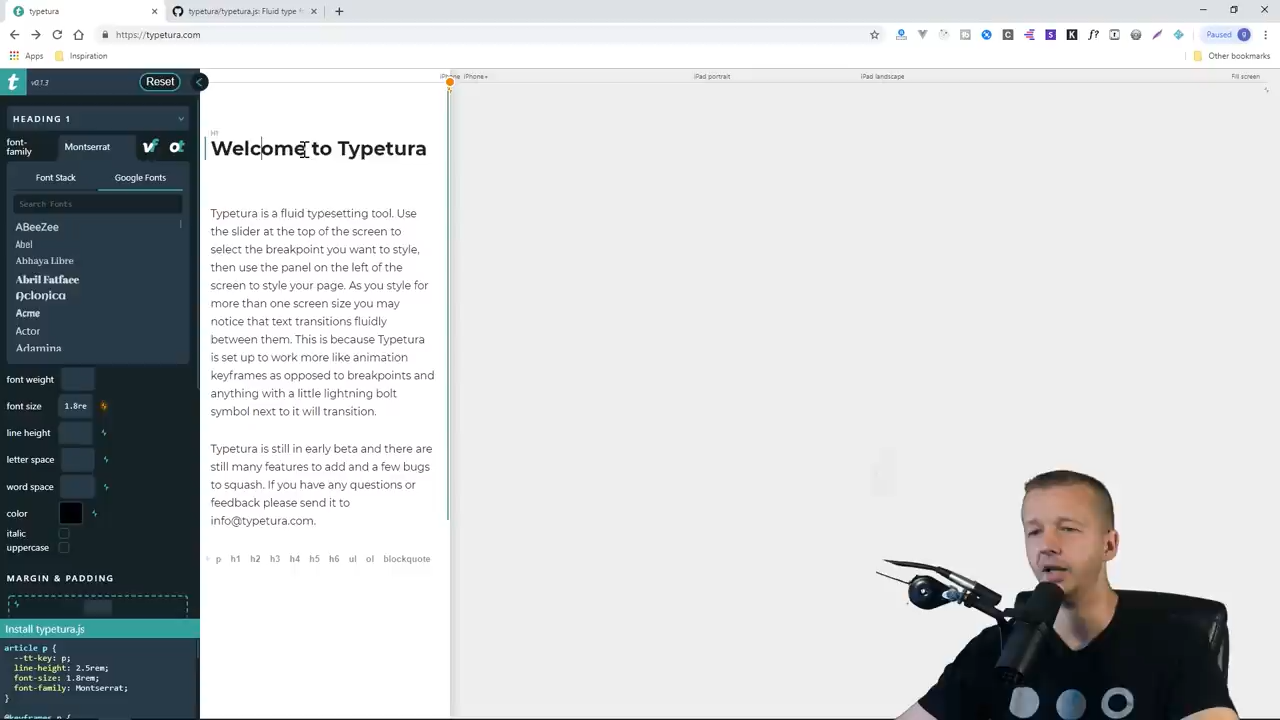 typetura
typetura/typetura.js: Fluid type
https://typetura.com
Paused
Apps
Inspiration
Other bookmarks
v0.1.3
Reset
iPhone
iPhone+
iPad portrait
iPad landscape
Fill screen
HEADING 1
font-family
Montserrat
Font Stack
Google Fonts
Search Fonts
ABeeZee
Abel
Abhaya Libre
Abril Fatface
Aclonica
Acme
Actor
Adamina
font weight
font size
1.8re
line height
letter space
word space
color
italic
uppercase
MARGIN & PADDING
Install typetura.js
article p {
--tt-key: p;
line-height: 2.5rem;
font-size: 1.8rem;
font-family: Montserrat;
}
@keyframes p {
H1
Welcome to Typetura
Typetura is a fluid typesetting tool. Use
the slider at the top of the screen to
select the breakpoint you want to style,
then use the panel on the left of the
screen to style your page. As you style for
more than one screen size you may
notice that text transitions fluidly
between them. This is because Typetura
is set up to work more like animation
keyframes as opposed to breakpoints and
anything with a little lightning bolt
symbol next to it will transition.
Typetura is still in early beta and there are
still many features to add and a few bugs
to squash. If you have any questions or
feedback please send it to
info@typetura.com.
p h1 h2 h3 h4 h5 h6 ul ol blockquote